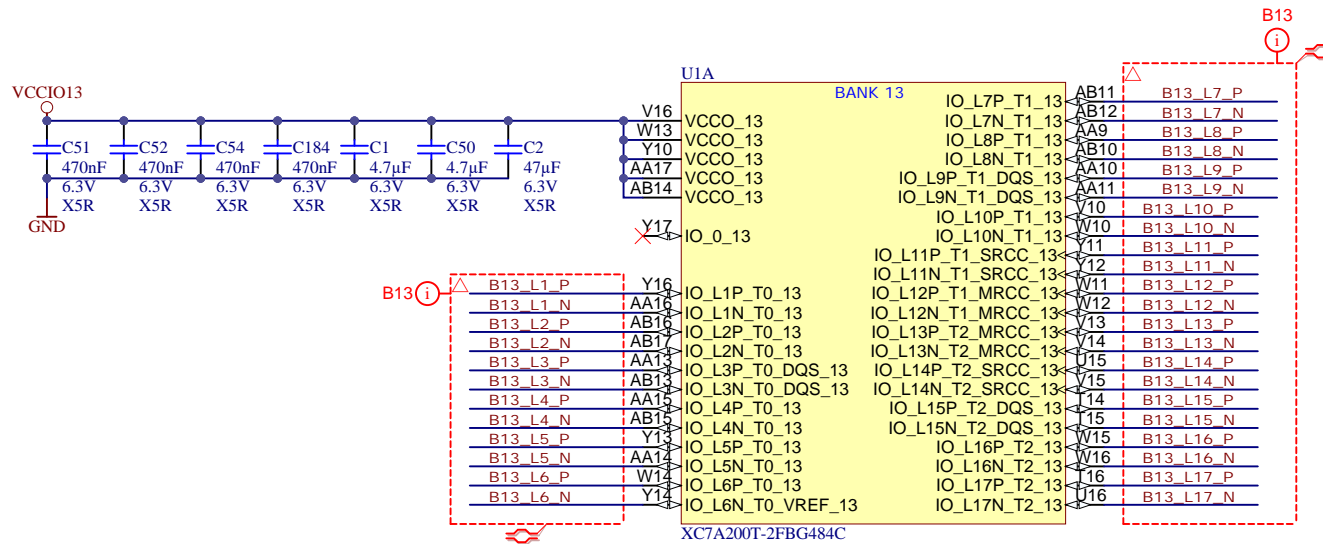 B13
i
U1A
BANK 13
VCCIO13
C51
470nF
6.3V
X5R
C52
470nF
6.3V
X5R
C54
470nF
6.3V
X5R
C184
470nF
6.3V
X5R
C1
4.7µF
6.3V
X5R
C50
4.7µF
6.3V
X5R
C2
47µF
6.3V
X5R
GND
V16 VCCO_13
W13 VCCO_13
Y10 VCCO_13
AA17 VCCO_13
AB14 VCCO_13
Y17 IO_0_13
B13
i
B13_L1_P Y16 IO_L1P_T0_13
B13_L1_N AA16 IO_L1N_T0_13
B13_L2_P AB16 IO_L2P_T0_13
B13_L2_N AB17 IO_L2N_T0_13
B13_L3_P AA13 IO_L3P_T0_DQS_13
B13_L3_N AB13 IO_L3N_T0_DQS_13
B13_L4_P AA15 IO_L4P_T0_13
B13_L4_N AB15 IO_L4N_T0_13
B13_L5_P Y13 IO_L5P_T0_13
B13_L5_N AA14 IO_L5N_T0_13
B13_L6_P W14 IO_L6P_T0_13
B13_L6_N Y14 IO_L6N_T0_VREF_13
IO_L7P_T1_13 AB11 B13_L7_P
IO_L7N_T1_13 AB12 B13_L7_N
IO_L8P_T1_13 AA9 B13_L8_P
IO_L8N_T1_13 AB10 B13_L8_N
IO_L9P_T1_DQS_13 AA10 B13_L9_P
IO_L9N_T1_DQS_13 AA11 B13_L9_N
IO_L10P_T1_13 V10 B13_L10_P
IO_L10N_T1_13 W10 B13_L10_N
IO_L11P_T1_SRCC_13 Y11 B13_L11_P
IO_L11N_T1_SRCC_13 Y12 B13_L11_N
IO_L12P_T1_MRCC_13 W11 B13_L12_P
IO_L12N_T1_MRCC_13 W12 B13_L12_N
IO_L13P_T2_MRCC_13 V13 B13_L13_P
IO_L13N_T2_MRCC_13 V14 B13_L13_N
IO_L14P_T2_SRCC_13 U15 B13_L14_P
IO_L14N_T2_SRCC_13 V15 B13_L14_N
IO_L15P_T2_DQS_13 T14 B13_L15_P
IO_L15N_T2_DQS_13 T15 B13_L15_N
IO_L16P_T2_13 W15 B13_L16_P
IO_L16N_T2_13 W16 B13_L16_N
IO_L17P_T2_13 T16 B13_L17_P
IO_L17N_T2_13 U16 B13_L17_N
XC7A200T-2FBG484C